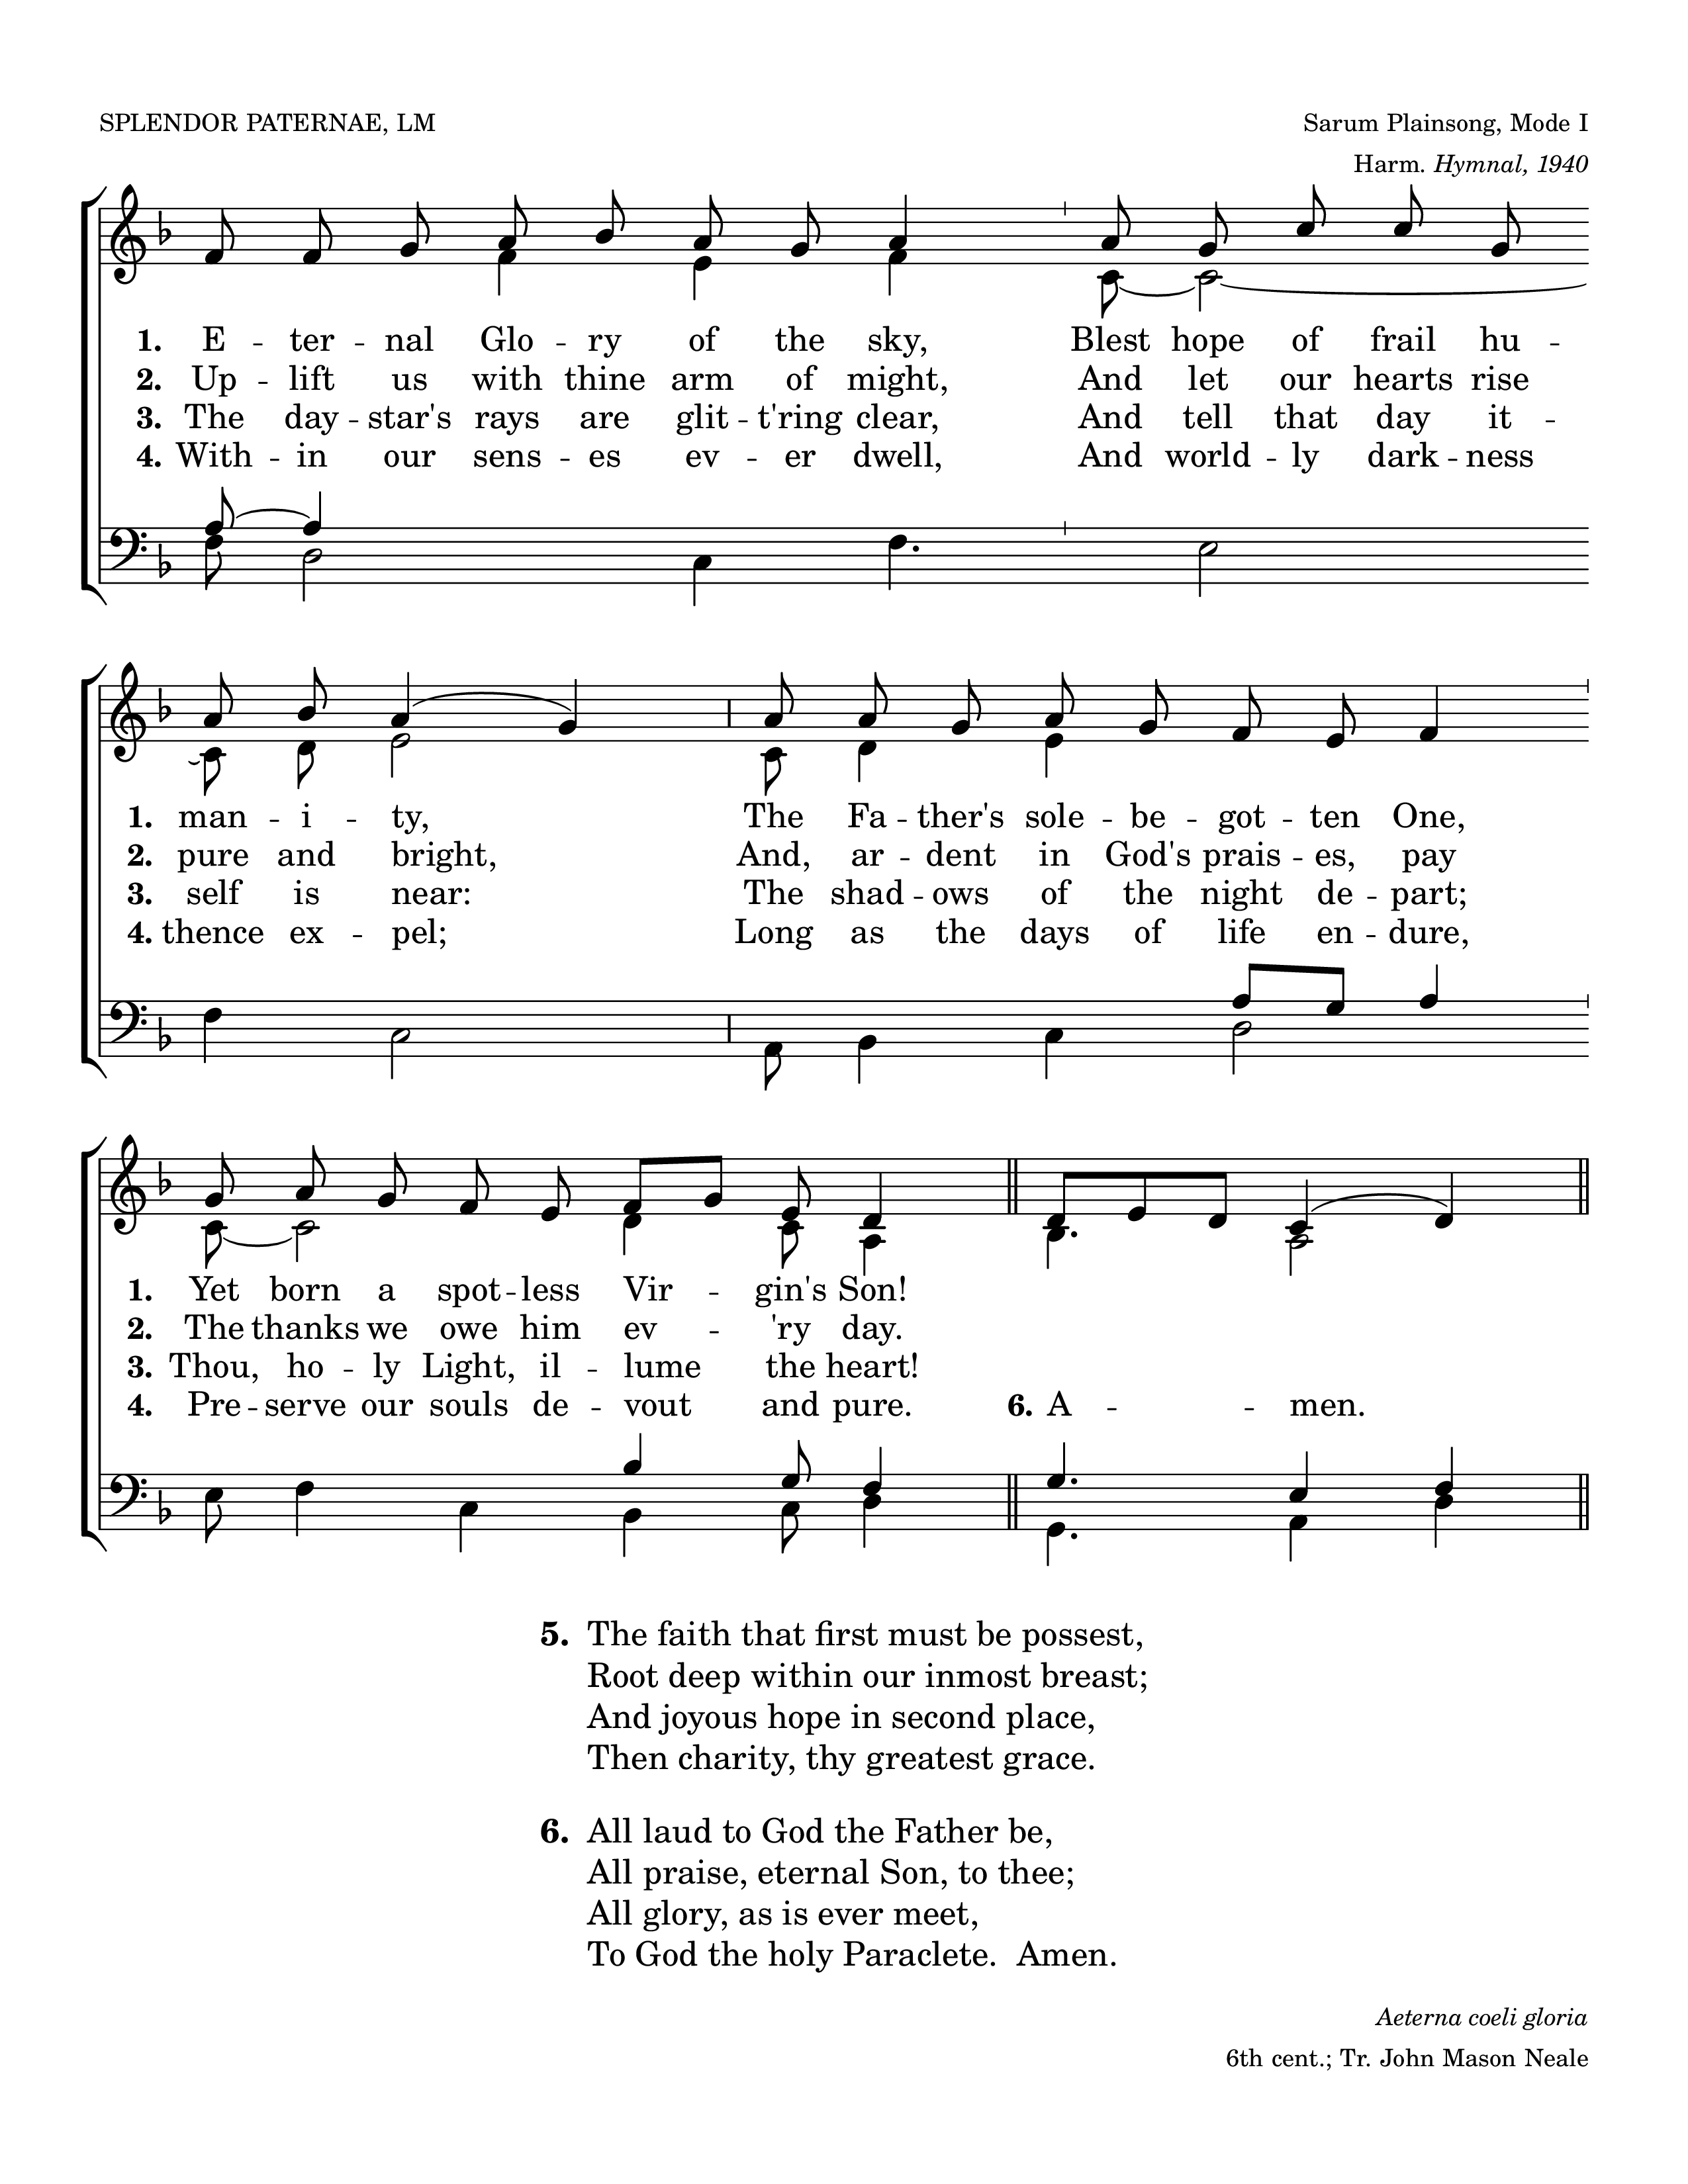 SPLENDOR PATERNAE, LM
Sarum Plainsong, Mode I
Harm. Hymnal, 1940
1. E -- ter -- nal Glo -- ry of the sky, Blest hope of frail hu --
2. Up -- lift us with thine arm of might, And let our hearts rise
3. The day -- star's rays are glit -- t'ring clear, And tell that day it --
4. With -- in our sens -- es ev -- er dwell, And world -- ly dark -- ness
1. man -- i -- ty, The Fa -- ther's sole -- be -- got -- ten One,
2. pure and bright, And, ar -- dent in God's prais -- es, pay
3. self is near: The shad -- ows of the night de -- part;
4. thence ex -- pel; Long as the days of life en -- dure,
1. Yet born a spot -- less Vir -- gin's Son!
2. The thanks we owe him ev -- 'ry day.
3. Thou, ho -- ly Light, il -- lume the heart!
4. Pre -- serve our souls de -- vout and pure. 6. A -- -- men.
5. The faith that first must be possest,
Root deep within our inmost breast;
And joyous hope in second place,
Then charity, thy greatest grace.
6. All laud to God the Father be,
All praise, eternal Son, to thee;
All glory, as is ever meet,
To God the holy Paraclete. Amen.
Aeterna coeli gloria
6th cent.; Tr. John Mason Neale